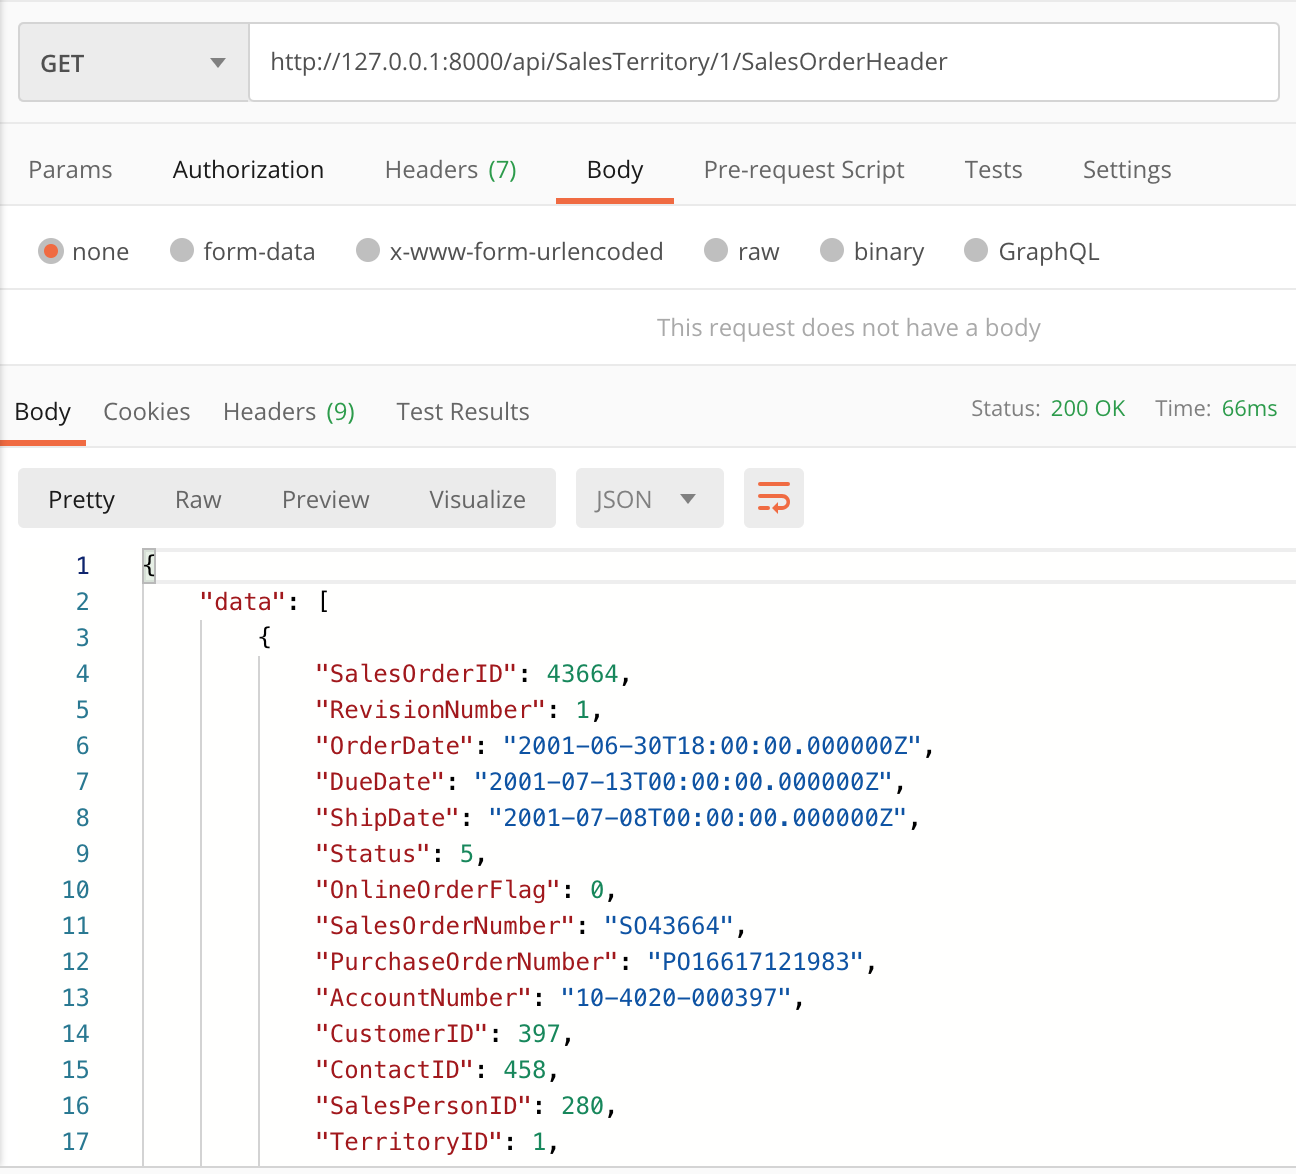 GET http://127.0.0.1:8000/api/SalesTerritory/1/SalesOrderHeader
Params Authorization Headers (7) Body Pre-request Script Tests Settings
none form-data x-www-form-urlencoded raw binary GraphQL
This request does not have a body
Body Cookies Headers (9) Test Results Status: 200 OK Time: 66ms
Pretty Raw Preview Visualize JSON
1 {
2 "data": [
3 {
4 "SalesOrderID": 43664,
5 "RevisionNumber": 1,
6 "OrderDate": "2001-06-30T18:00:00.000000Z",
7 "DueDate": "2001-07-13T00:00:00.000000Z",
8 "ShipDate": "2001-07-08T00:00:00.000000Z",
9 "Status": 5,
10 "OnlineOrderFlag": 0,
11 "SalesOrderNumber": "SO43664",
12 "PurchaseOrderNumber": "PO16617121983",
13 "AccountNumber": "10-4020-000397",
14 "CustomerID": 397,
15 "ContactID": 458,
16 "SalesPersonID": 280,
17 "TerritoryID": 1,